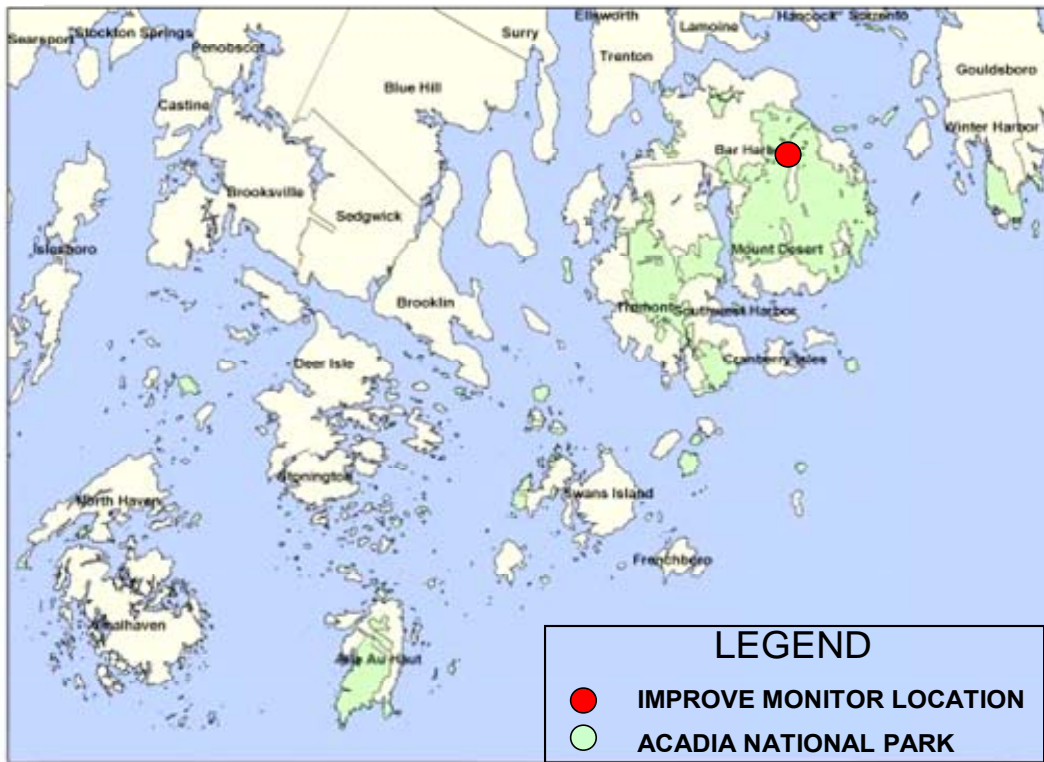 Ellsworth
Hancock
Sorrento
Stockton Springs
Searsport
Surry
Lamoine
Penobscot
Trenton
Gouldsboro
Blue Hill
Castine
Winter Harbor
Bar Harbor
Brooksville
Sedgwick
Islesboro
Mount Desert
Brooklin
Tremont
Southwest Harbor
Deer Isle
Cranberry Isles
Stonington
North Haven
Swans Island
Frenchboro
Vinalhaven
Isle Au Haut
LEGEND
IMPROVE MONITOR LOCATION
ACADIA NATIONAL PARK